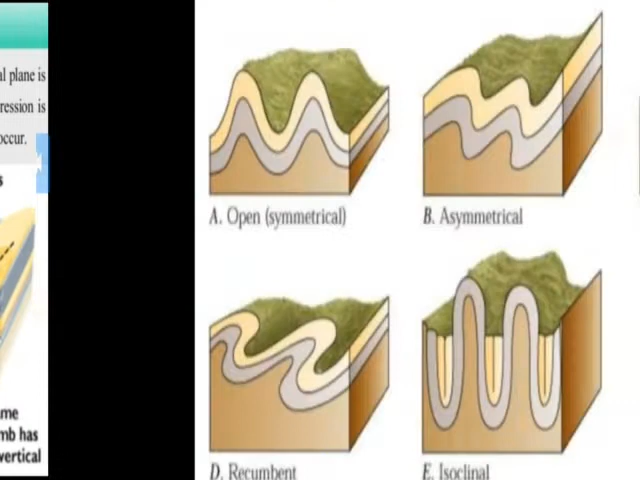 al plane is
ression is
occur.
s
me
mb has
vertical
A. Open (symmetrical)
B. Asymmetrical
D. Recumbent
E. Isoclinal